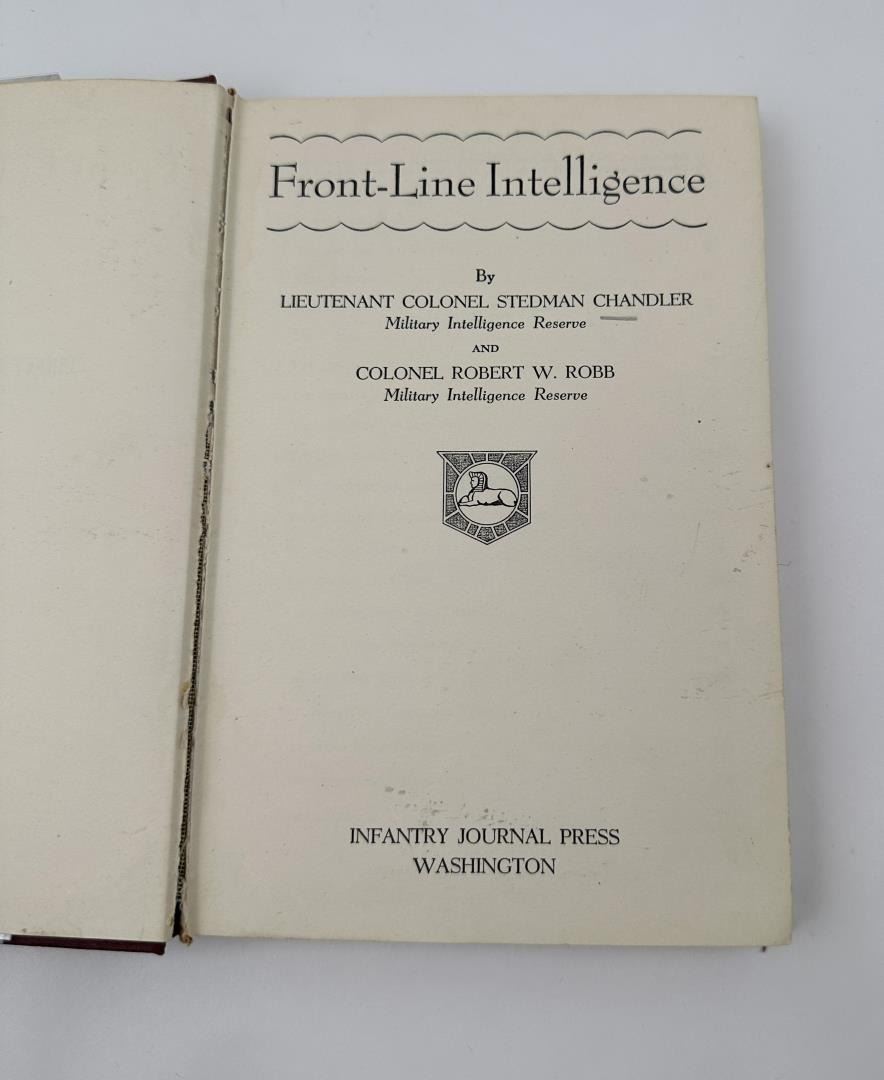 Front-Line Intelligence
By
LIEUTENANT COLONEL STEDMAN CHANDLER
Military Intelligence Reserve
AND
COLONEL ROBERT W. ROBB
Military Intelligence Reserve
INFANTRY JOURNAL PRESS
WASHINGTON